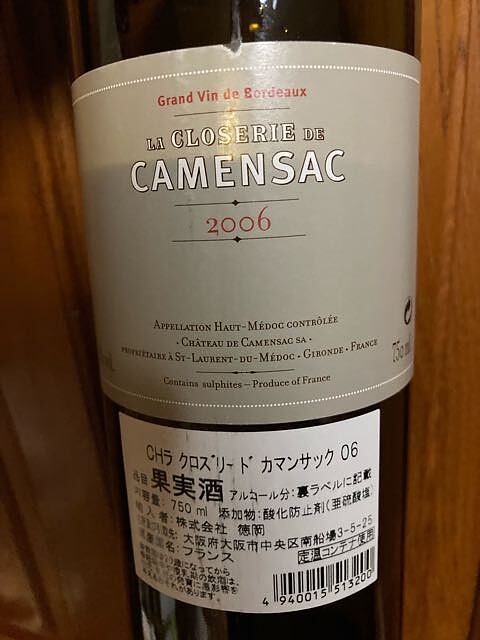 Grand Vin de Bordeaux
LA CLOSERIE DE
CAMENSAC
2006
APPELLATION HAUT-MÉDOC CONTRÔLÉE
· CHÂTEAU DE CAMENSAC SA ·
PROPRIÉTAIRE À ST-LAURENT-DU-MÉDOC · GIRONDE · FRANCE
750 mL
Contains sulphites – Produce of France
CHラ クロズリード カマンサック 06
品目 果実酒 アルコール分：裏ラベルに記載
内容量：750 ml 添加物：酸化防止剤(亜硫酸塩)
輸入者：株式会社 徳岡
大阪府大阪市中央区南船場3-5-25
フランス
定温コンテナ使用
4 940015 513200